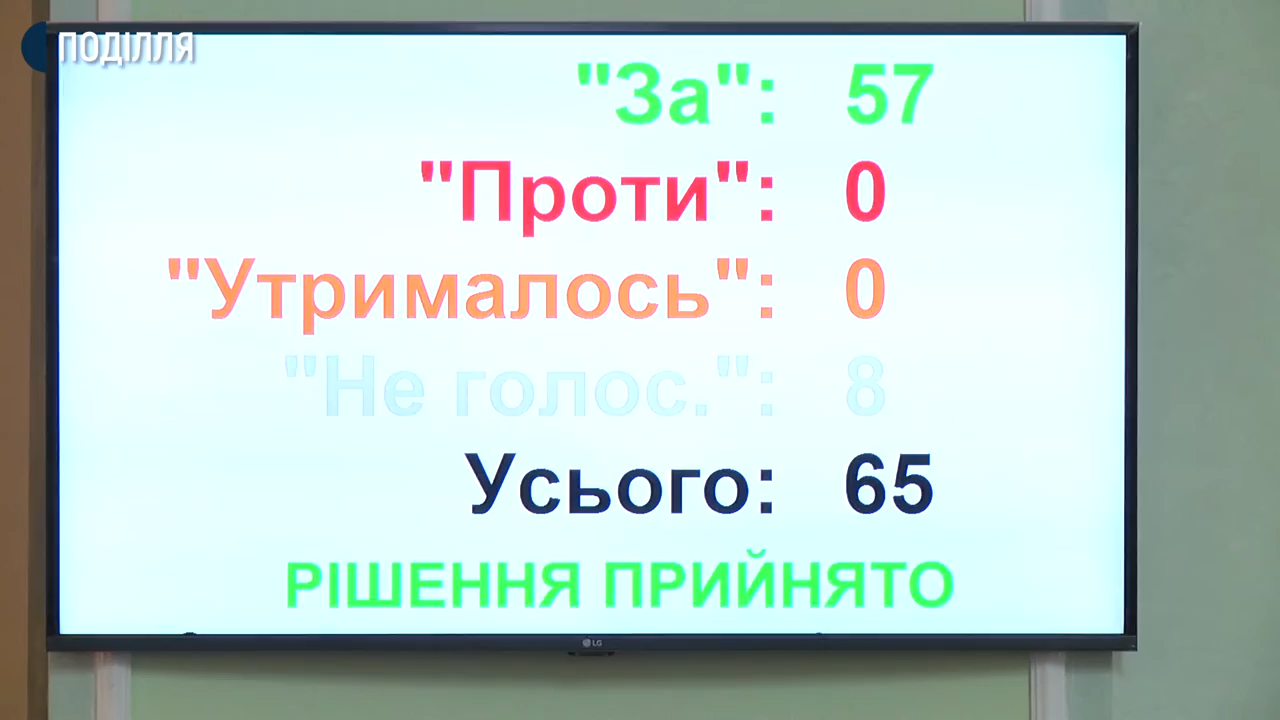 ПОДІЛЛЯ
"За": 57
"Проти": 0
"Утрималось": 0
"Не голос.": 8
Усього: 65
РІШЕННЯ ПРИЙНЯТО
LG